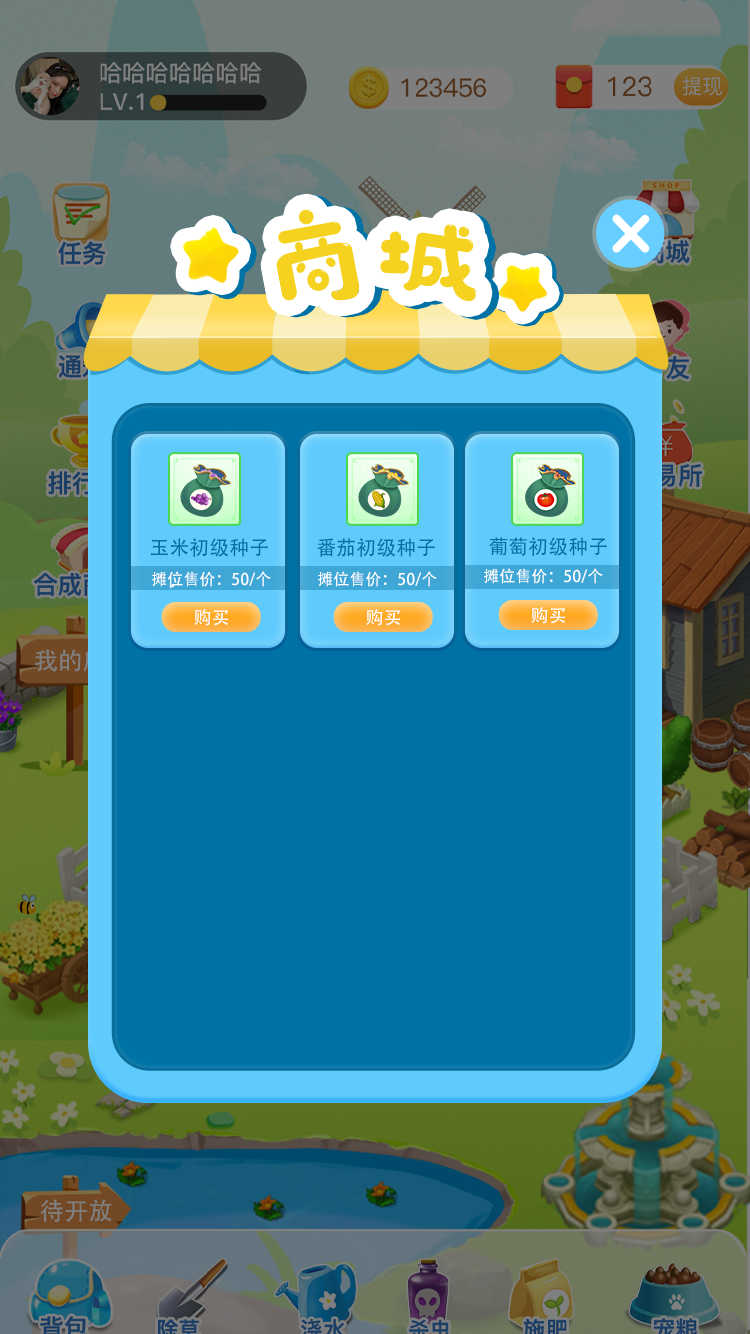 哈哈哈哈哈哈哈
LV.1
123456
123
提现
任务
SHOP
商城
排行
友
易所
合成
我的
玉米初级种子
番茄初级种子
葡萄初级种子
摊位售价：50/个
摊位售价：50/个
摊位售价：50/个
购买
购买
购买
待开放
背包
除草
浇水
杀虫
施肥
宠粮